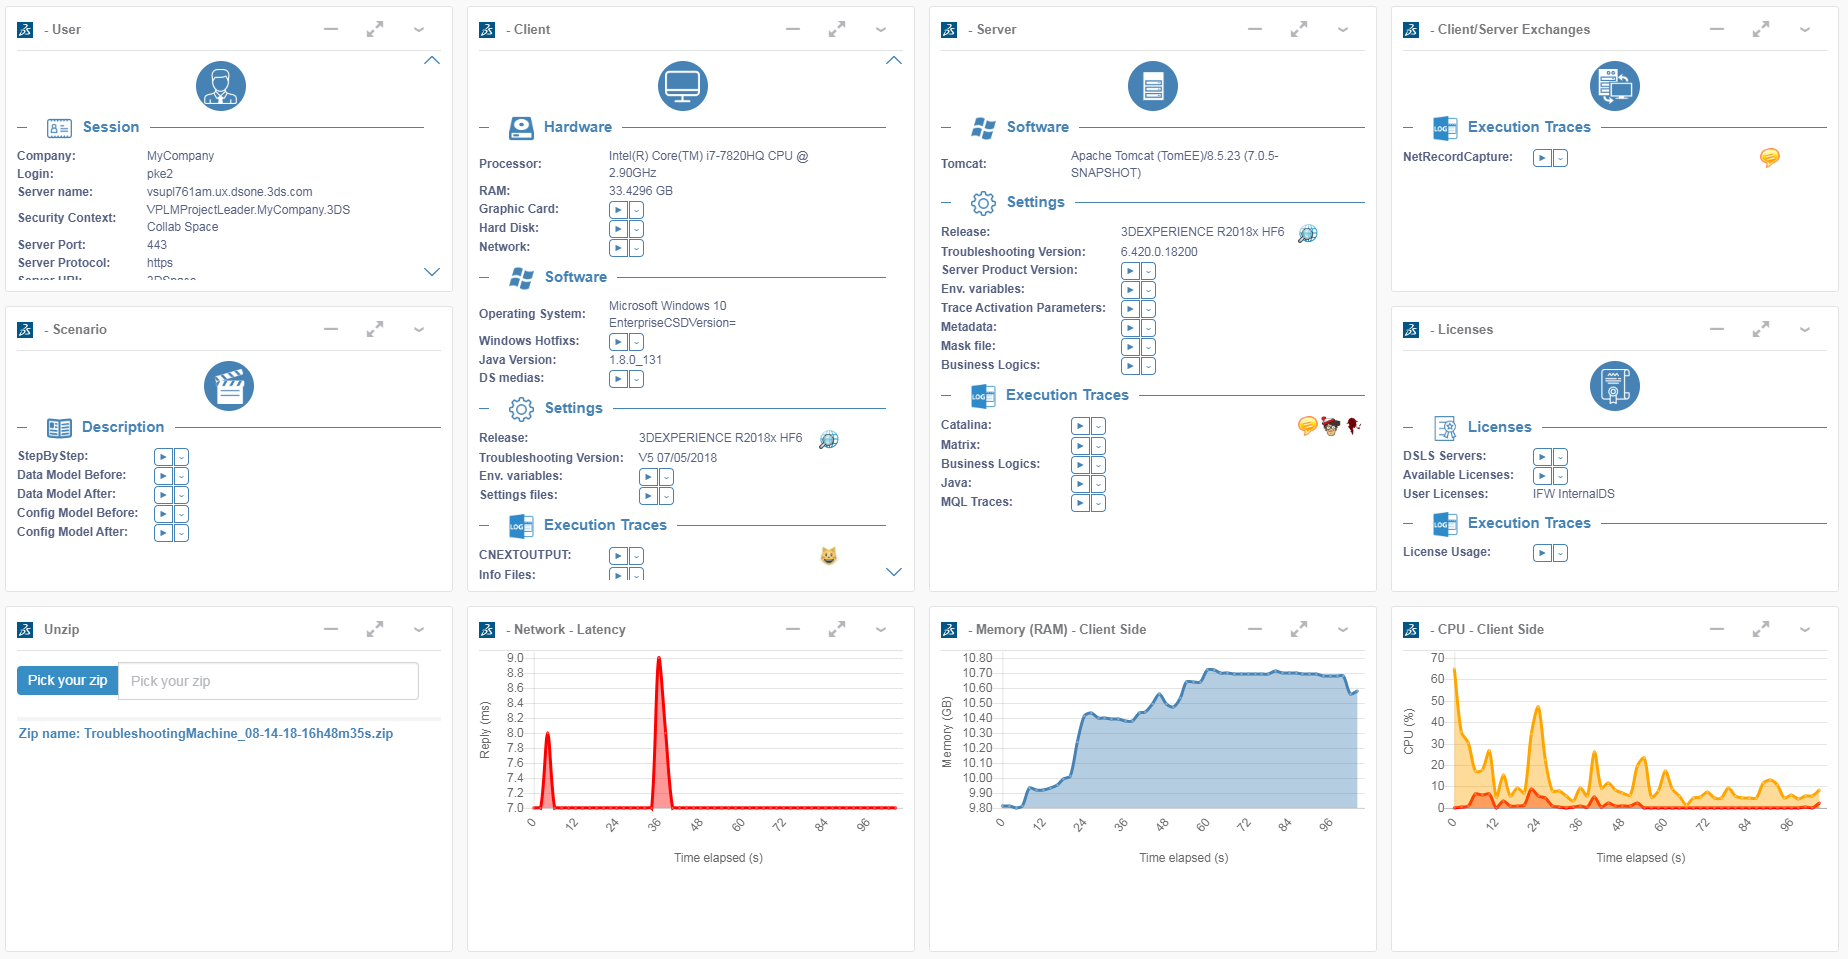 - User
Session
Company: MyCompany
Login: pke2
Server name: vsupl761am.ux.dsone.3ds.com
Security Context: VPLMProjectLeader.MyCompany.3DS
Collab Space
Server Port: 443
Server Protocol: https
Server URI: 3DSpace
- Client
Hardware
Processor: Intel(R) Core(TM) i7-7820HQ CPU @
2.90GHz
RAM: 33.4296 GB
Graphic Card:
Hard Disk:
Network:
Software
Operating System: Microsoft Windows 10
EnterpriseCSDVersion=
Windows Hotfixs:
Java Version: 1.8.0_131
DS medias:
Settings
Release: 3DEXPERIENCE R2018x HF6
Troubleshooting Version: V5 07/05/2018
Env. variables:
Settings files:
LOG
Execution Traces
CNEXTOUTPUT:
Info Files:
- Server
Software
Tomcat: Apache Tomcat (TomEE)/8.5.23 (7.0.5-
SNAPSHOT)
Settings
Release: 3DEXPERIENCE R2018x HF6
Troubleshooting Version: 6.420.0.18200
Server Product Version:
Env. variables:
Trace Activation Parameters:
Metadata:
Mask file:
Business Logics:
LOG
Execution Traces
Catalina:
Matrix:
Business Logics:
Java:
MQL Traces:
- Client/Server Exchanges
LOG
Execution Traces
NetRecordCapture:
- Scenario
Description
StepByStep:
Data Model Before:
Data Model After:
Config Model Before:
Config Model After:
- Licenses
Licenses
DSLS Servers:
Available Licenses:
User Licenses: IFW InternalDS
LOG
Execution Traces
License Usage:
Unzip
Pick your zip
Pick your zip
Zip name: TroubleshootingMachine_08-14-18-16h48m35s.zip
- Network - Latency
Reply (ms)
9.0
8.8
8.6
8.4
8.2
8.0
7.8
7.6
7.4
7.2
7.0
0 12 24 36 48 60 72 84 96
Time elapsed (s)
- Memory (RAM) - Client Side
Memory (GB)
10.80
10.70
10.60
10.50
10.40
10.30
10.20
10.10
10.00
9.90
9.80
0 12 24 36 48 60 72 84 96
Time elapsed (s)
- CPU - Client Side
CPU (%)
70
60
50
40
30
20
10
0
0 12 24 36 48 60 72 84 96
Time elapsed (s)